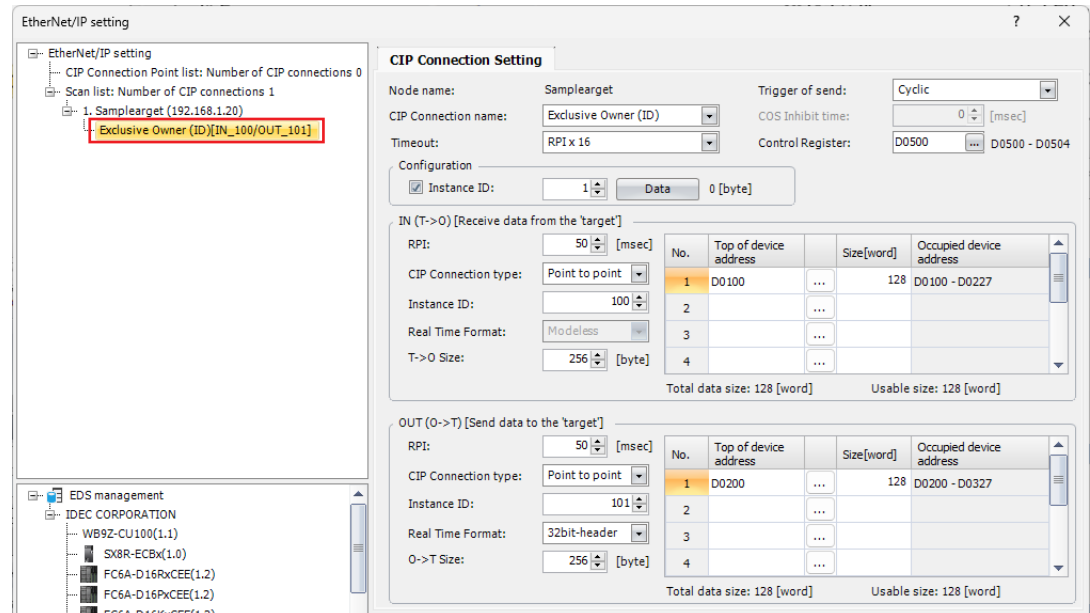 EtherNet/IP setting
? ×
EtherNet/IP setting
CIP Connection Point list: Number of CIP connections 0
Scan list: Number of CIP connections 1
1. Samplearget (192.168.1.20)
Exclusive Owner (ID)[IN_100/OUT_101]
EDS management
IDEC CORPORATION
WB9Z-CU100(1.1)
SX8R-ECBx(1.0)
FC6A-D16RxCEE(1.2)
FC6A-D16PxCEE(1.2)
CIP Connection Setting
Node name: Samplearget Trigger of send: Cyclic
CIP Connection name: Exclusive Owner (ID) COS Inhibit time: 0 [msec]
Timeout: RPI x 16 Control Register: D0500 ... D0500 - D0504
Configuration
Instance ID: 1 Data 0 [byte]
IN (T->O) [Receive data from the 'target']
RPI: 50 [msec]
CIP Connection type: Point to point
Instance ID: 100
Real Time Format: Modeless
T->O Size: 256 [byte]
No. Top of device address Size[word] Occupied device address
1 D0100 ... 128 D0100 - D0227
2 ...
3 ...
4 ...
Total data size: 128 [word] Usable size: 128 [word]
OUT (O->T) [Send data to the 'target']
RPI: 50 [msec]
CIP Connection type: Point to point
Instance ID: 101
Real Time Format: 32bit-header
O->T Size: 256 [byte]
No. Top of device address Size[word] Occupied device address
1 D0200 ... 128 D0200 - D0327
2 ...
3 ...
4 ...
Total data size: 128 [word] Usable size: 128 [word]